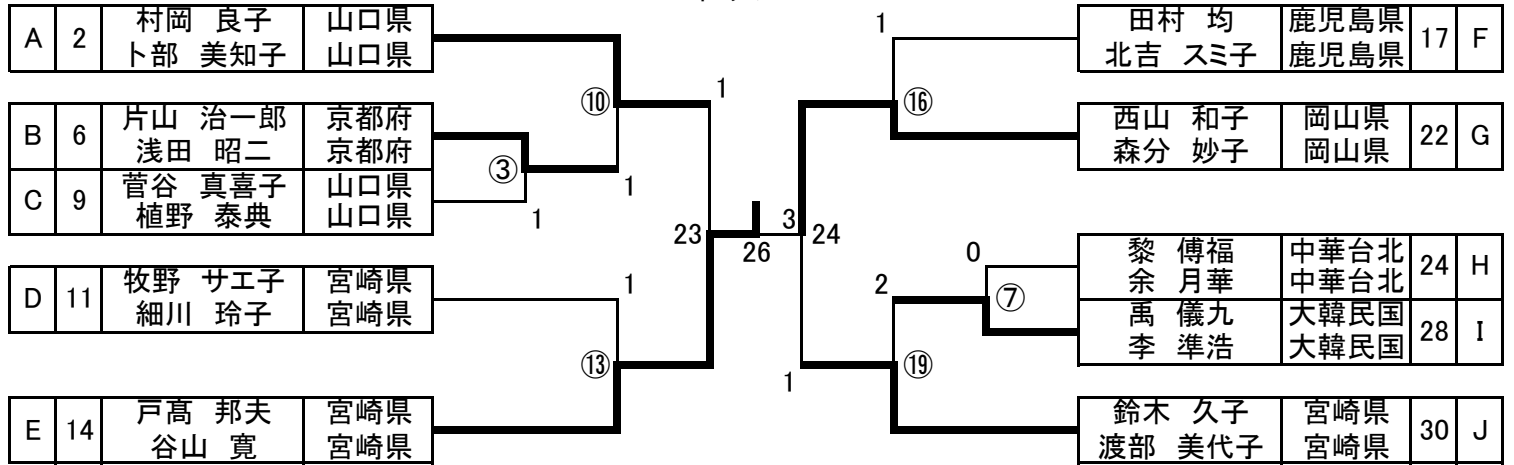 A 2 村岡 良子 山口県
卜部 美知子 山口県
B 6 片山 治一郎 京都府
浅田 昭二 京都府
C 9 菅谷 真喜子 山口県
植野 泰典 山口県
D 11 牧野 サエ子 宮崎県
細川 玲子 宮崎県
E 14 戸髙 邦夫 宮崎県
谷山 寛 宮崎県
⑩
1
③
1
1
23
1
⑬
26
3
24
1
⑯
0
2
⑦
1
⑲
田村 均 鹿児島県 17 F
北吉 スミ子 鹿児島県
西山 和子 岡山県 22 G
森分 妙子 岡山県
黎 傅福 中華台北 24 H
余 月華 中華台北
禹 儀九 大韓民国 28 I
李 準浩 大韓民国
鈴木 久子 宮崎県 30 J
渡部 美代子 宮崎県